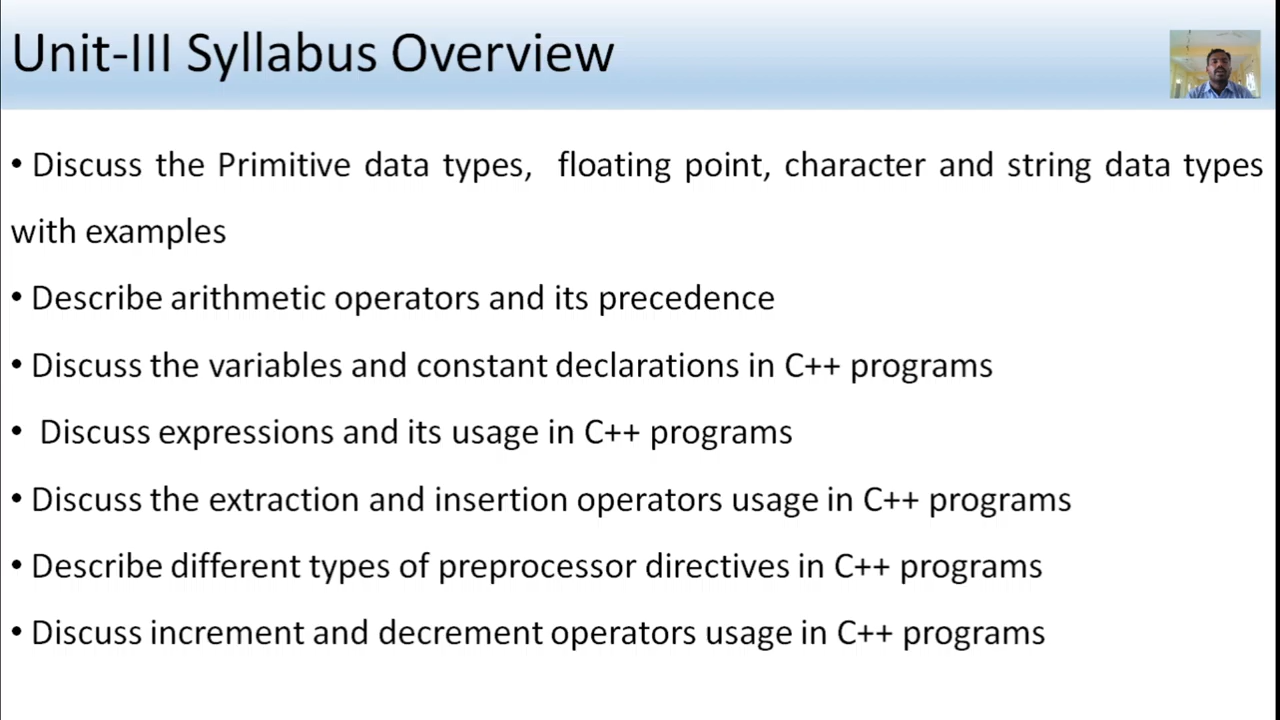 Unit-III Syllabus Overview
• Discuss the Primitive data types, floating point, character and string data types
with examples
• Describe arithmetic operators and its precedence
• Discuss the variables and constant declarations in C++ programs
• Discuss expressions and its usage in C++ programs
• Discuss the extraction and insertion operators usage in C++ programs
• Describe different types of preprocessor directives in C++ programs
• Discuss increment and decrement operators usage in C++ programs